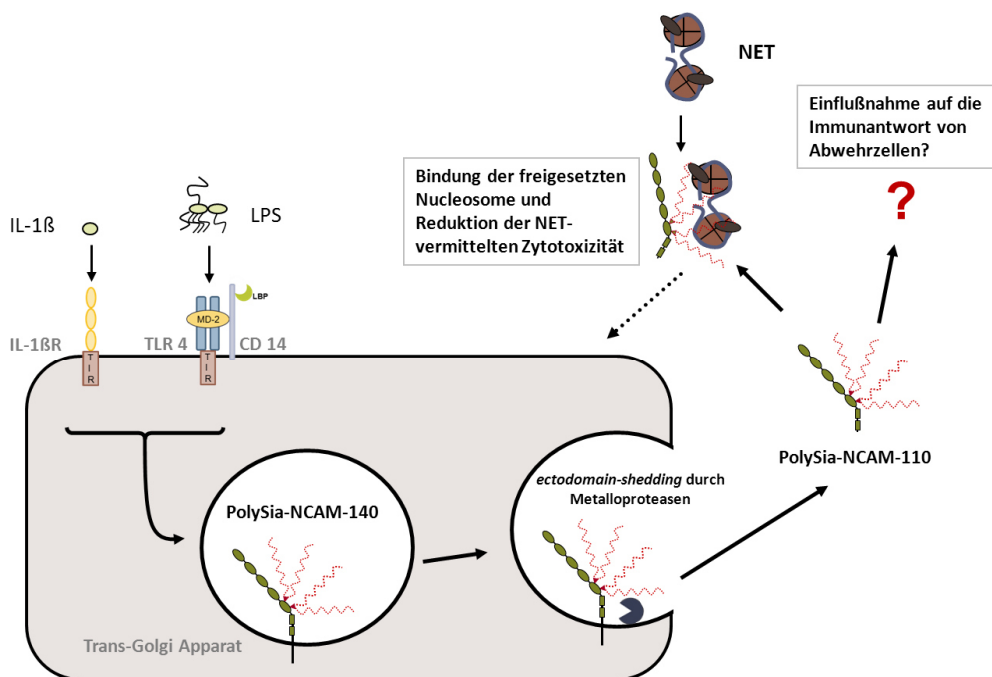 NET
Einflußnahme auf die
Immunantwort von
Abwehrzellen?
?
Bindung der freigesetzten
Nucleosome und
Reduktion der NET-
vermittelten Zytotoxizität
IL-1ß
LPS
LBP
MD-2
IL-1ßR
TLR 4
CD 14
TIR
TIR
PolySia-NCAM-110
ectodomain-shedding durch
Metalloproteasen
PolySia-NCAM-140
Trans-Golgi Apparat